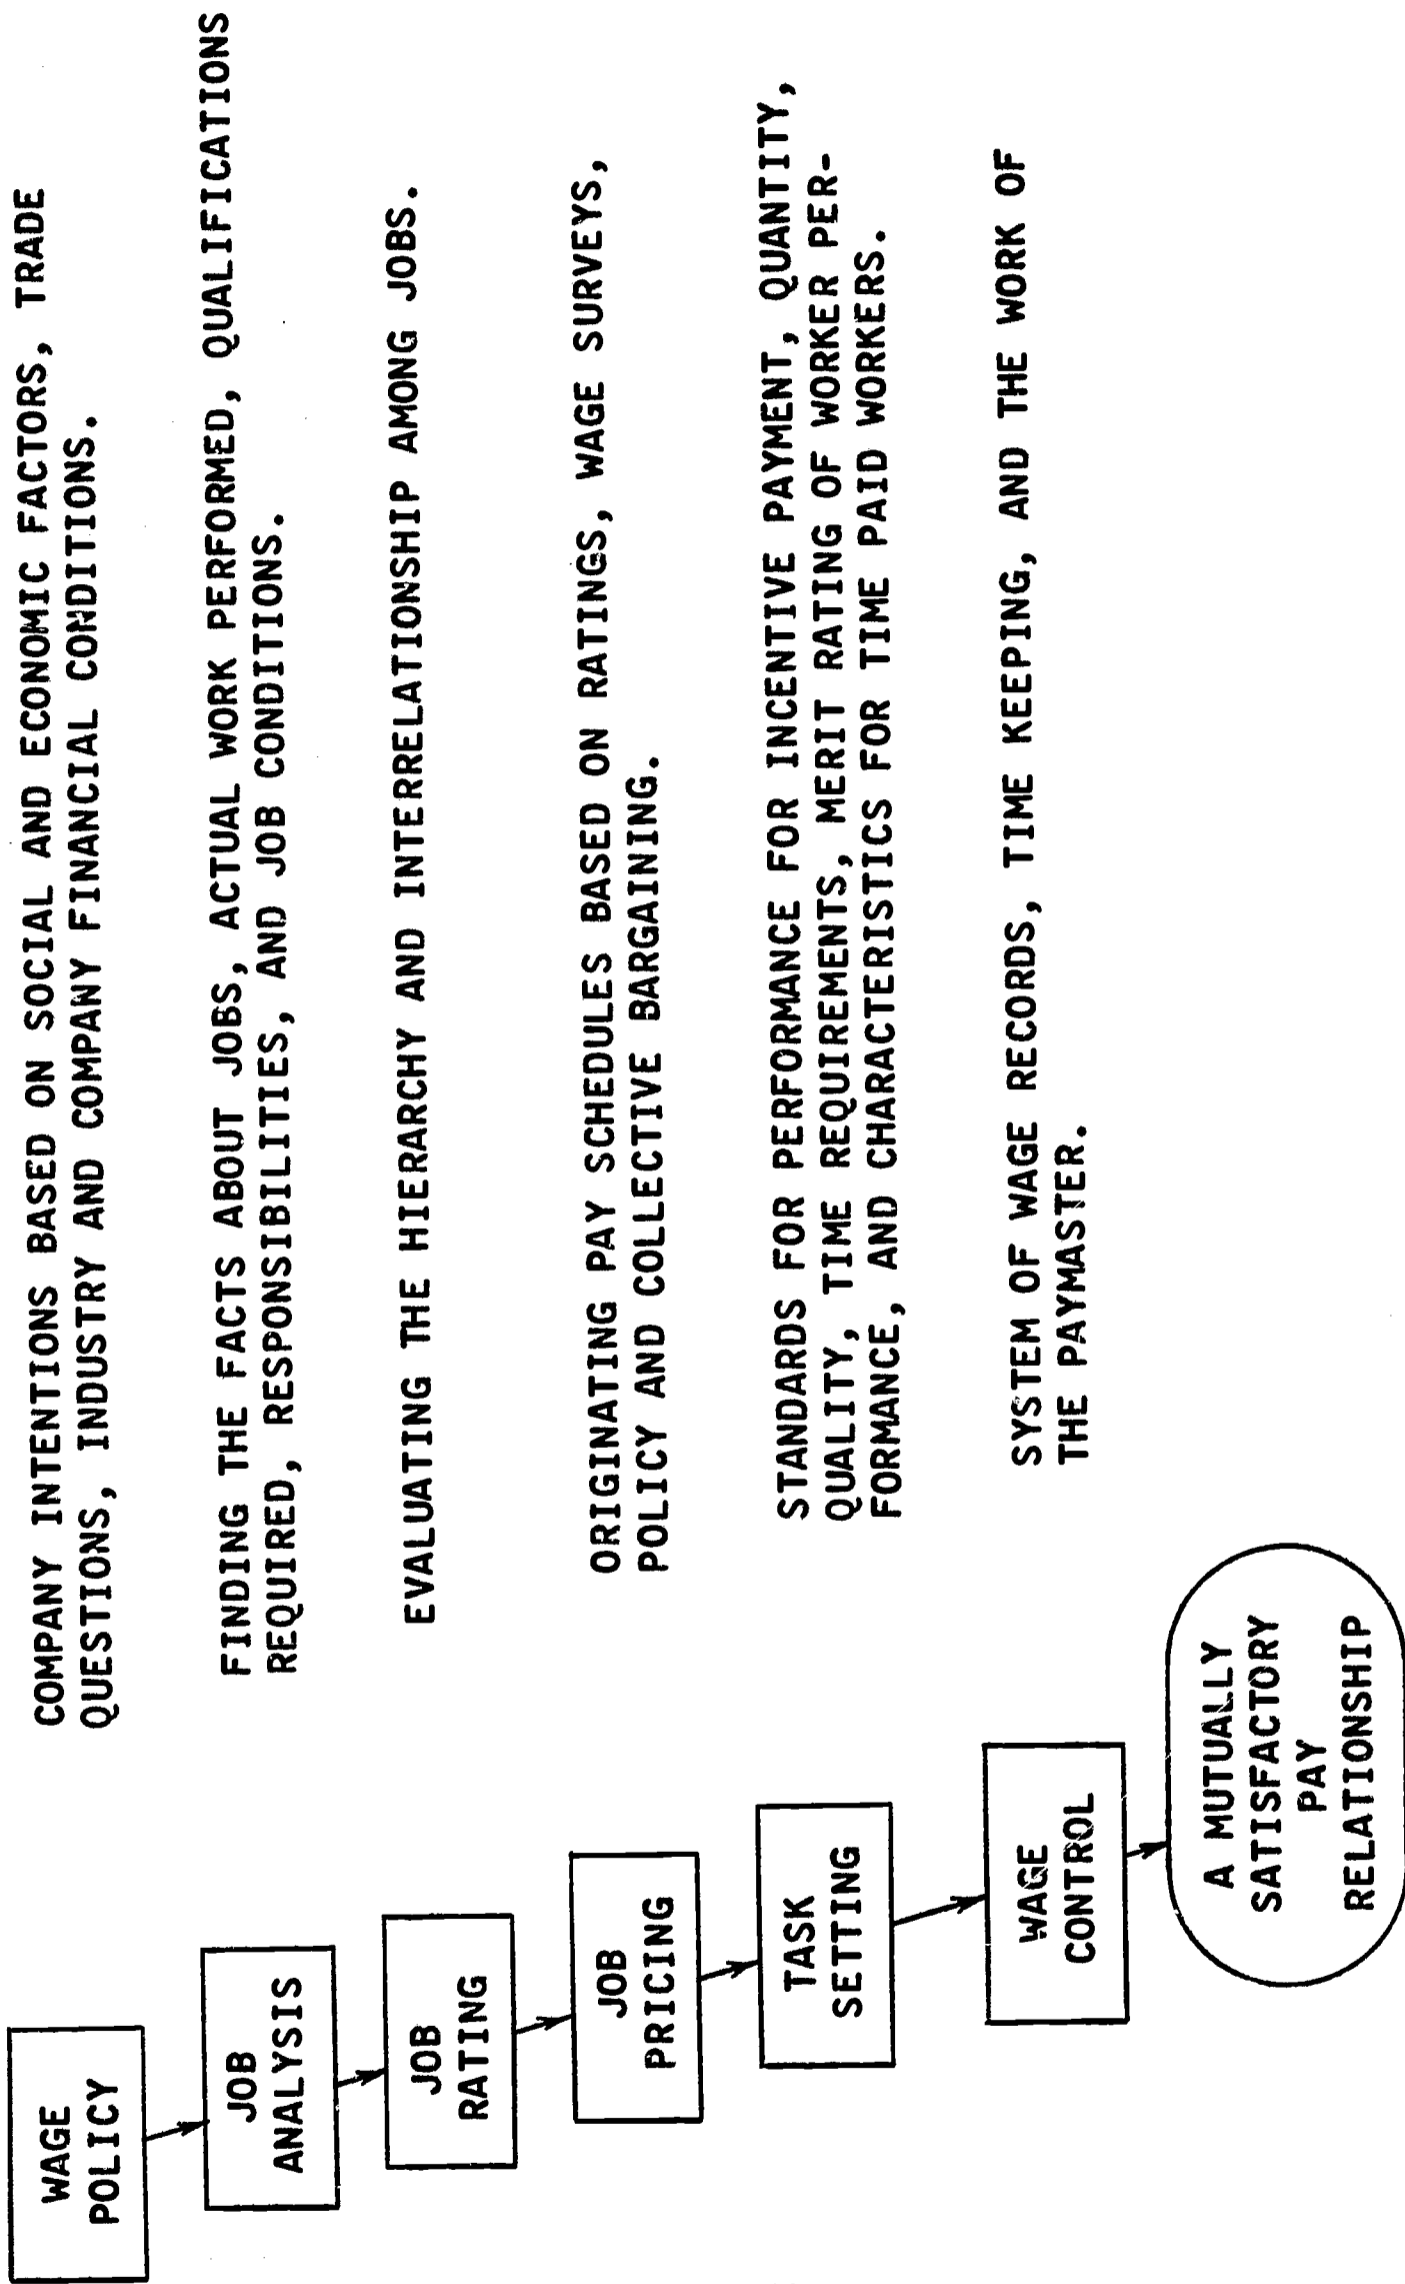 WAGE
POLICY
COMPANY INTENTIONS BASED ON SOCIAL AND ECONOMIC FACTORS, TRADE
QUESTIONS, INDUSTRY AND COMPANY FINANCIAL CONDITIONS.
JOB
ANALYSIS
FINDING THE FACTS ABOUT JOBS, ACTUAL WORK PERFORMED, QUALIFICATIONS
REQUIRED, RESPONSIBILITIES, AND JOB CONDITIONS.
JOB
RATING
EVALUATING THE HIERARCHY AND INTERRELATIONSHIP AMONG JOBS.
JOB
PRICING
ORIGINATING PAY SCHEDULES BASED ON RATINGS, WAGE SURVEYS,
POLICY AND COLLECTIVE BARGAINING.
TASK
SETTING
STANDARDS FOR PERFORMANCE FOR INCENTIVE PAYMENT, QUANTITY,
QUALITY, TIME REQUIREMENTS, MERIT RATING OF WORKER PER-
FORMANCE, AND CHARACTERISTICS FOR TIME PAID WORKERS.
WAGE
CONTROL
SYSTEM OF WAGE RECORDS, TIME KEEPING, AND THE WORK OF
THE PAYMASTER.
A MUTUALLY
SATISFACTORY
PAY
RELATIONSHIP